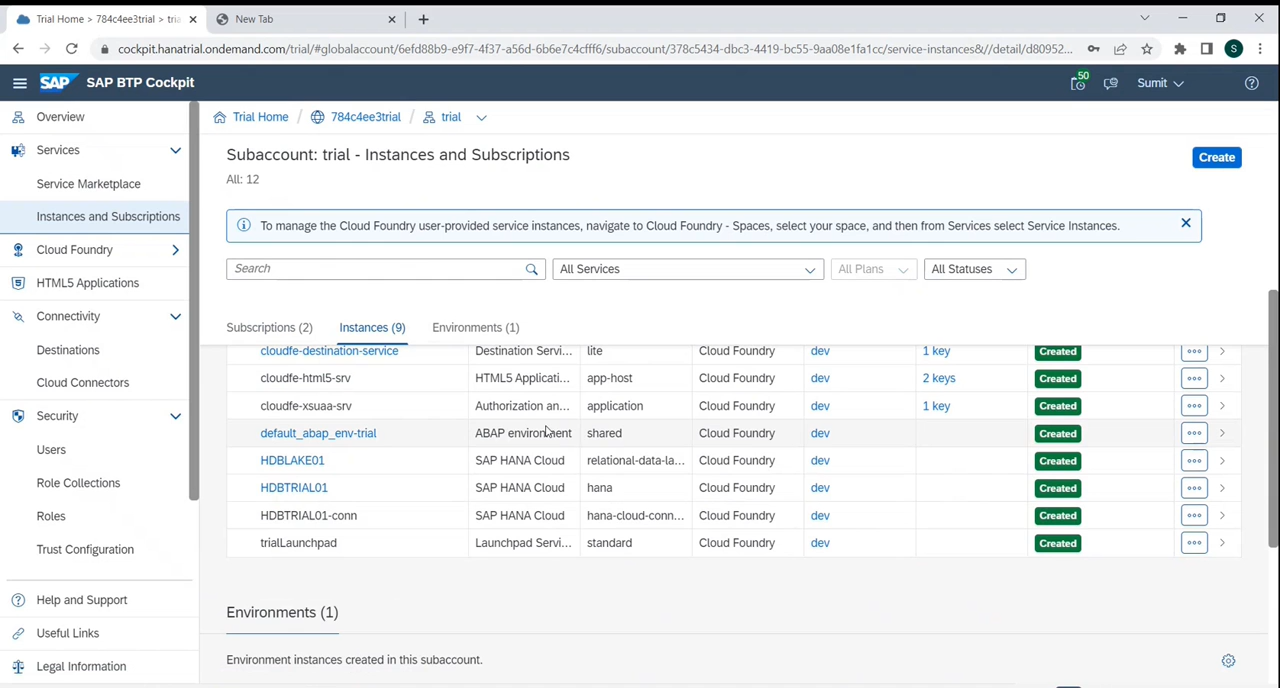 Trial Home > 784c4ee3trial > tria
New Tab
cockpit.hanatrial.ondemand.com/trial/#globalaccount/6efd88b9-e9f7-4f37-a56d-6b6e7c4cfff6/subaccount/378c5434-dbc3-4419-bc55-9aa08e1fa1cc/service-instances&//detail/d80952...
S
SAP SAP BTP Cockpit
50
Sumit
Overview
Services
Service Marketplace
Instances and Subscriptions
Cloud Foundry
HTML5 Applications
Connectivity
Destinations
Cloud Connectors
Security
Users
Role Collections
Roles
Trust Configuration
Help and Support
Useful Links
Legal Information
Trial Home / 784c4ee3trial / trial
Subaccount: trial - Instances and Subscriptions
Create
All: 12
To manage the Cloud Foundry user-provided service instances, navigate to Cloud Foundry - Spaces, select your space, and then from Services select Service Instances.
Search All Services All Plans All Statuses
Subscriptions (2) Instances (9) Environments (1)
cloudfe-destination-service Destination Servi... lite Cloud Foundry dev 1 key Created
cloudfe-html5-srv HTML5 Applicati... app-host Cloud Foundry dev 2 keys Created
cloudfe-xsuaa-srv Authorization an... application Cloud Foundry dev 1 key Created
default_abap_env-trial ABAP environment shared Cloud Foundry dev Created
HDBLAKE01 SAP HANA Cloud relational-data-la... Cloud Foundry dev Created
HDBTRIAL01 SAP HANA Cloud hana Cloud Foundry dev Created
HDBTRIAL01-conn SAP HANA Cloud hana-cloud-conn... Cloud Foundry dev Created
trialLaunchpad Launchpad Servi... standard Cloud Foundry dev Created
Environments (1)
Environment instances created in this subaccount.